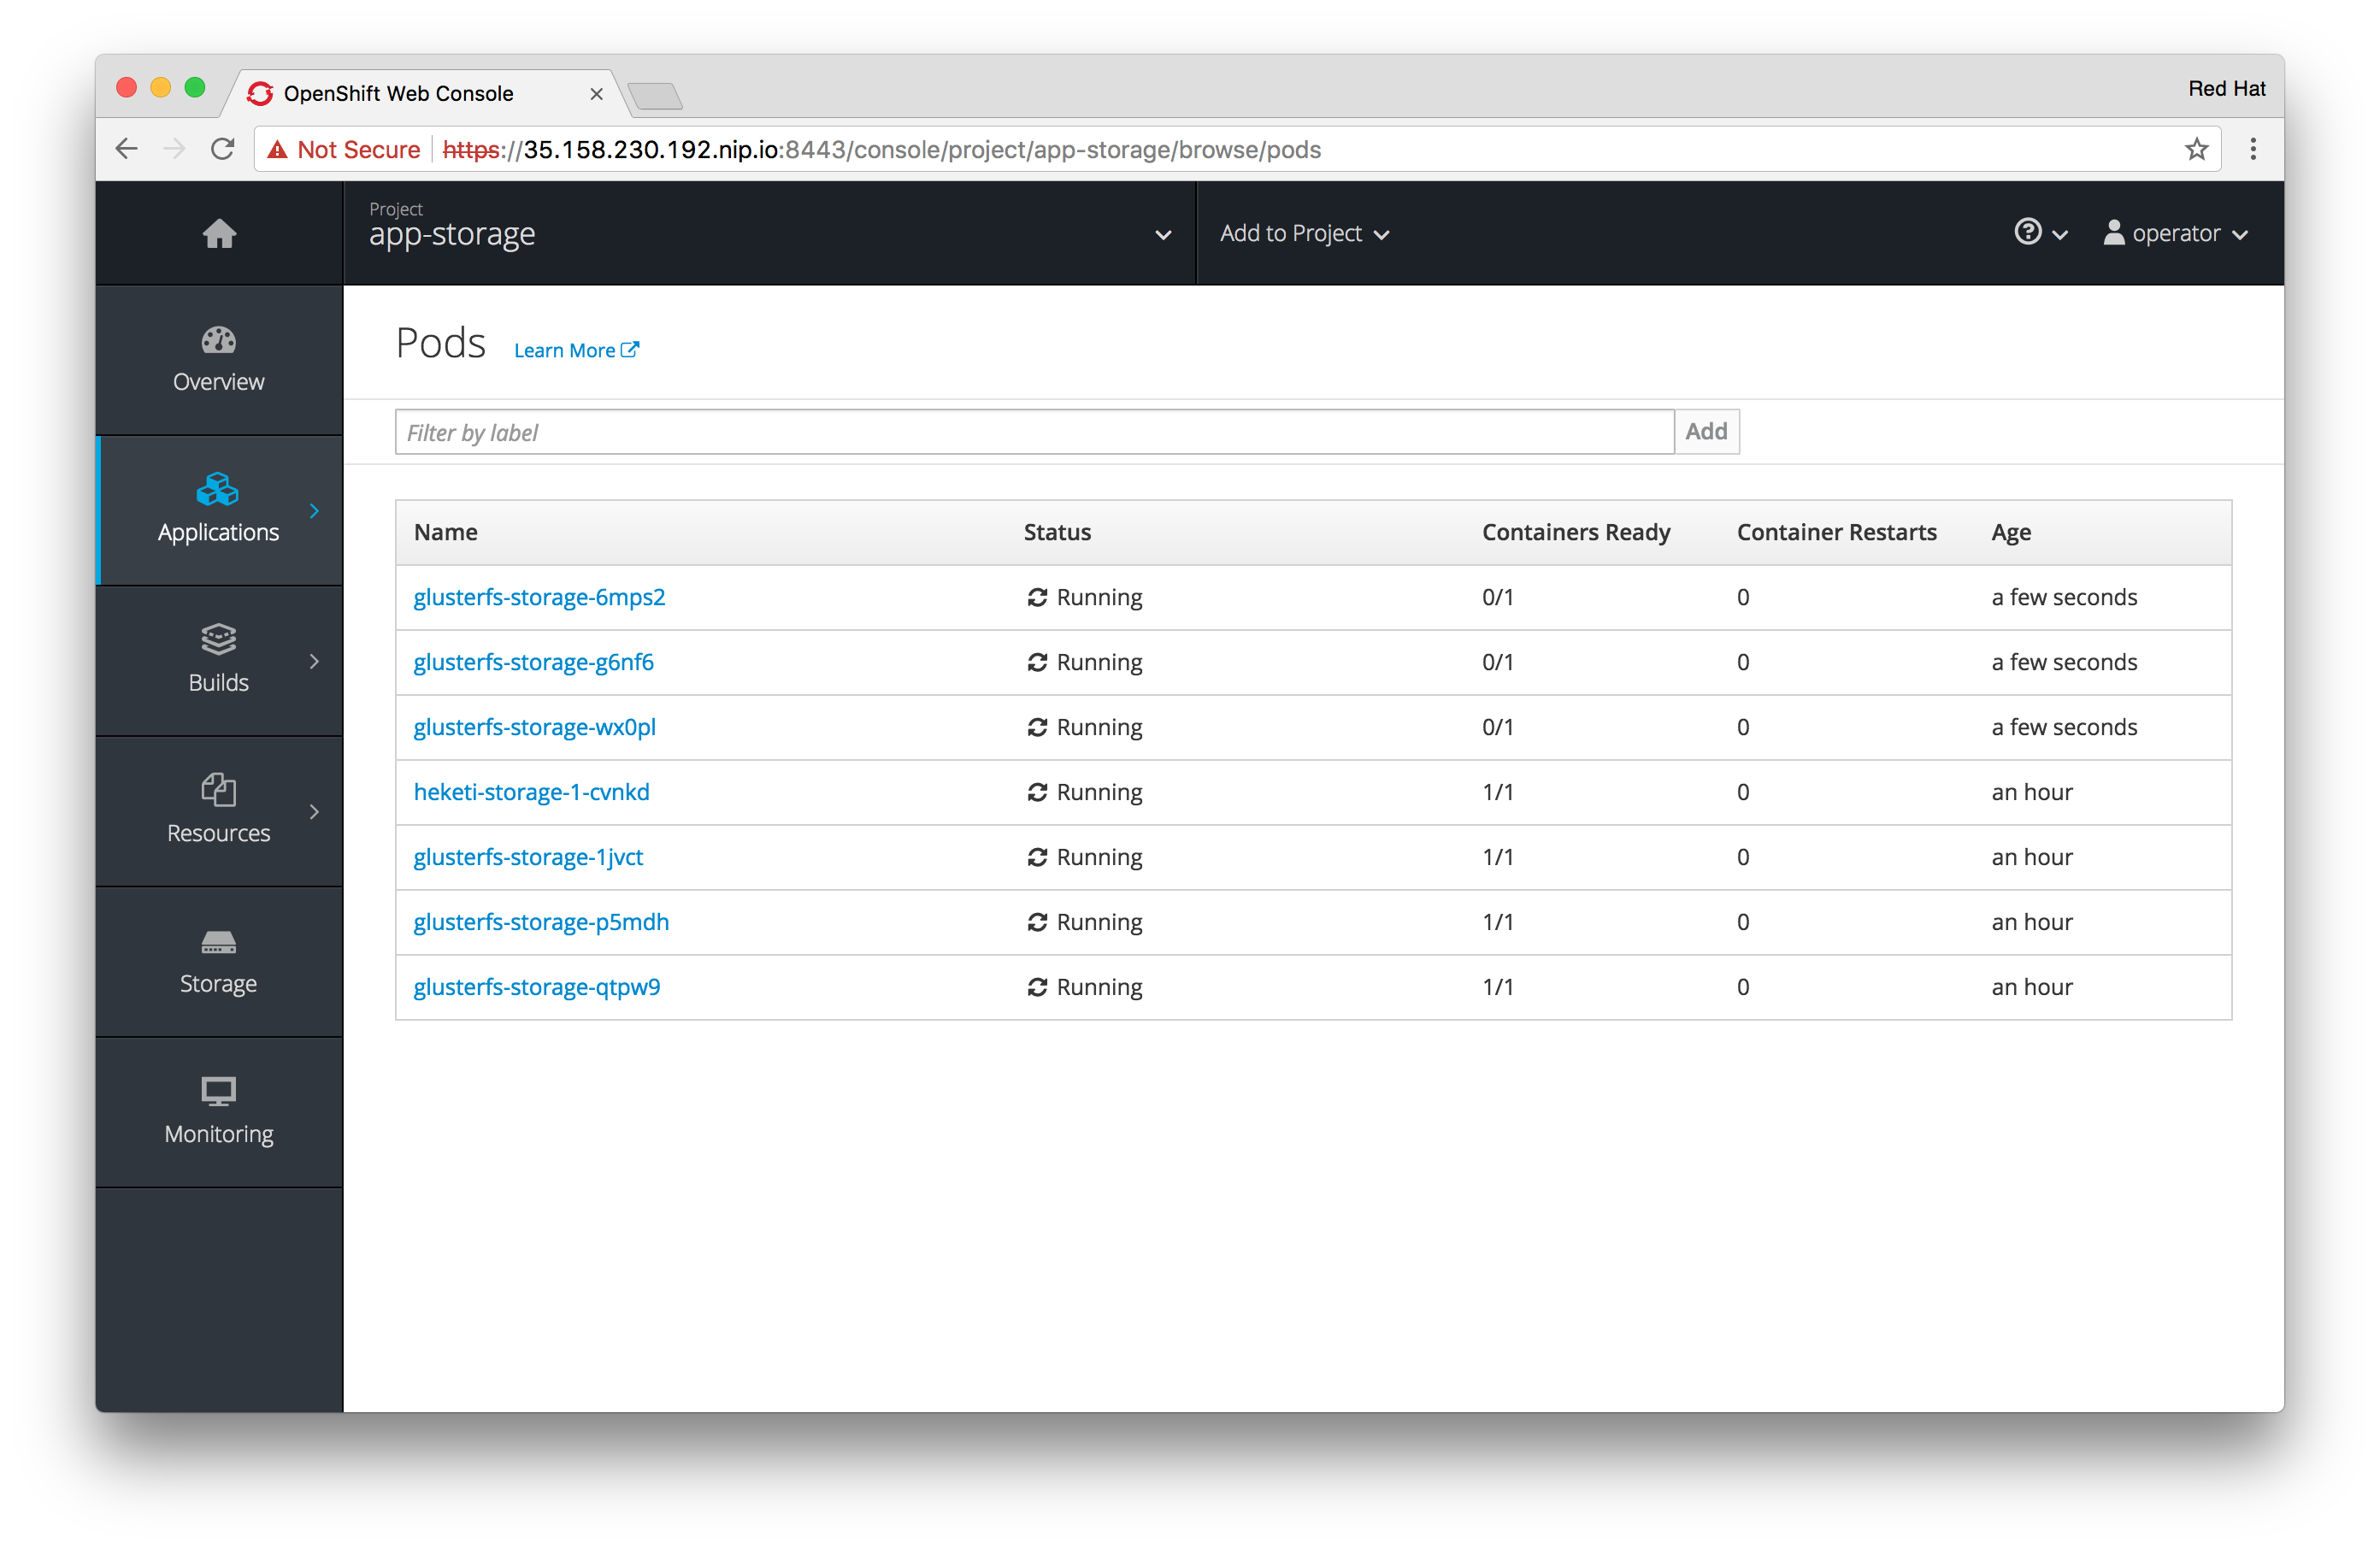 OpenShift Web Console
Red Hat
Not Secure https://35.158.230.192.nip.io:8443/console/project/app-storage/browse/pods
Project
app-storage
Add to Project
operator
Overview
Applications
Builds
Resources
Storage
Monitoring
Pods Learn More
Filter by label Add
Name Status Containers Ready Container Restarts Age
glusterfs-storage-6mps2 Running 0/1 0 a few seconds
glusterfs-storage-g6nf6 Running 0/1 0 a few seconds
glusterfs-storage-wx0pl Running 0/1 0 a few seconds
heketi-storage-1-cvnkd Running 1/1 0 an hour
glusterfs-storage-1jvct Running 1/1 0 an hour
glusterfs-storage-p5mdh Running 1/1 0 an hour
glusterfs-storage-qtpw9 Running 1/1 0 an hour